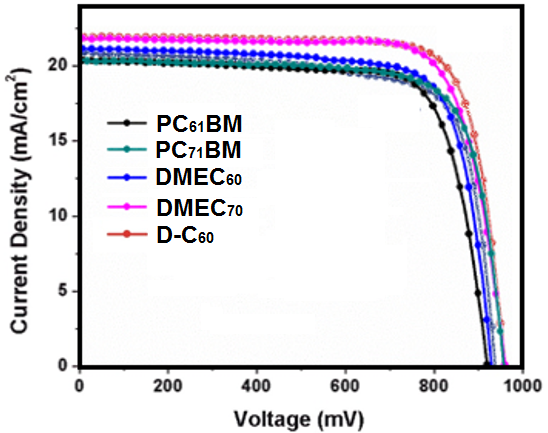 Current Density (mA/cm²)
20
15
10
5
0
PC₆₁BM
PC₇₁BM
DMEC₆₀
DMEC₇₀
D-C₆₀
0 200 400 600 800 1000
Voltage (mV)